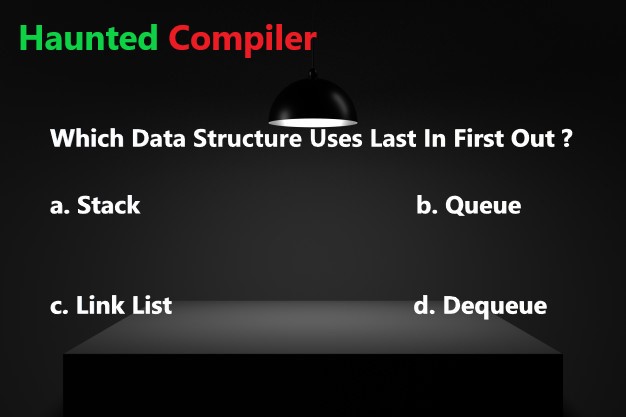 Haunted Compiler
Which Data Structure Uses Last In First Out ?
a. Stack
b. Queue
c. Link List
d. Dequeue